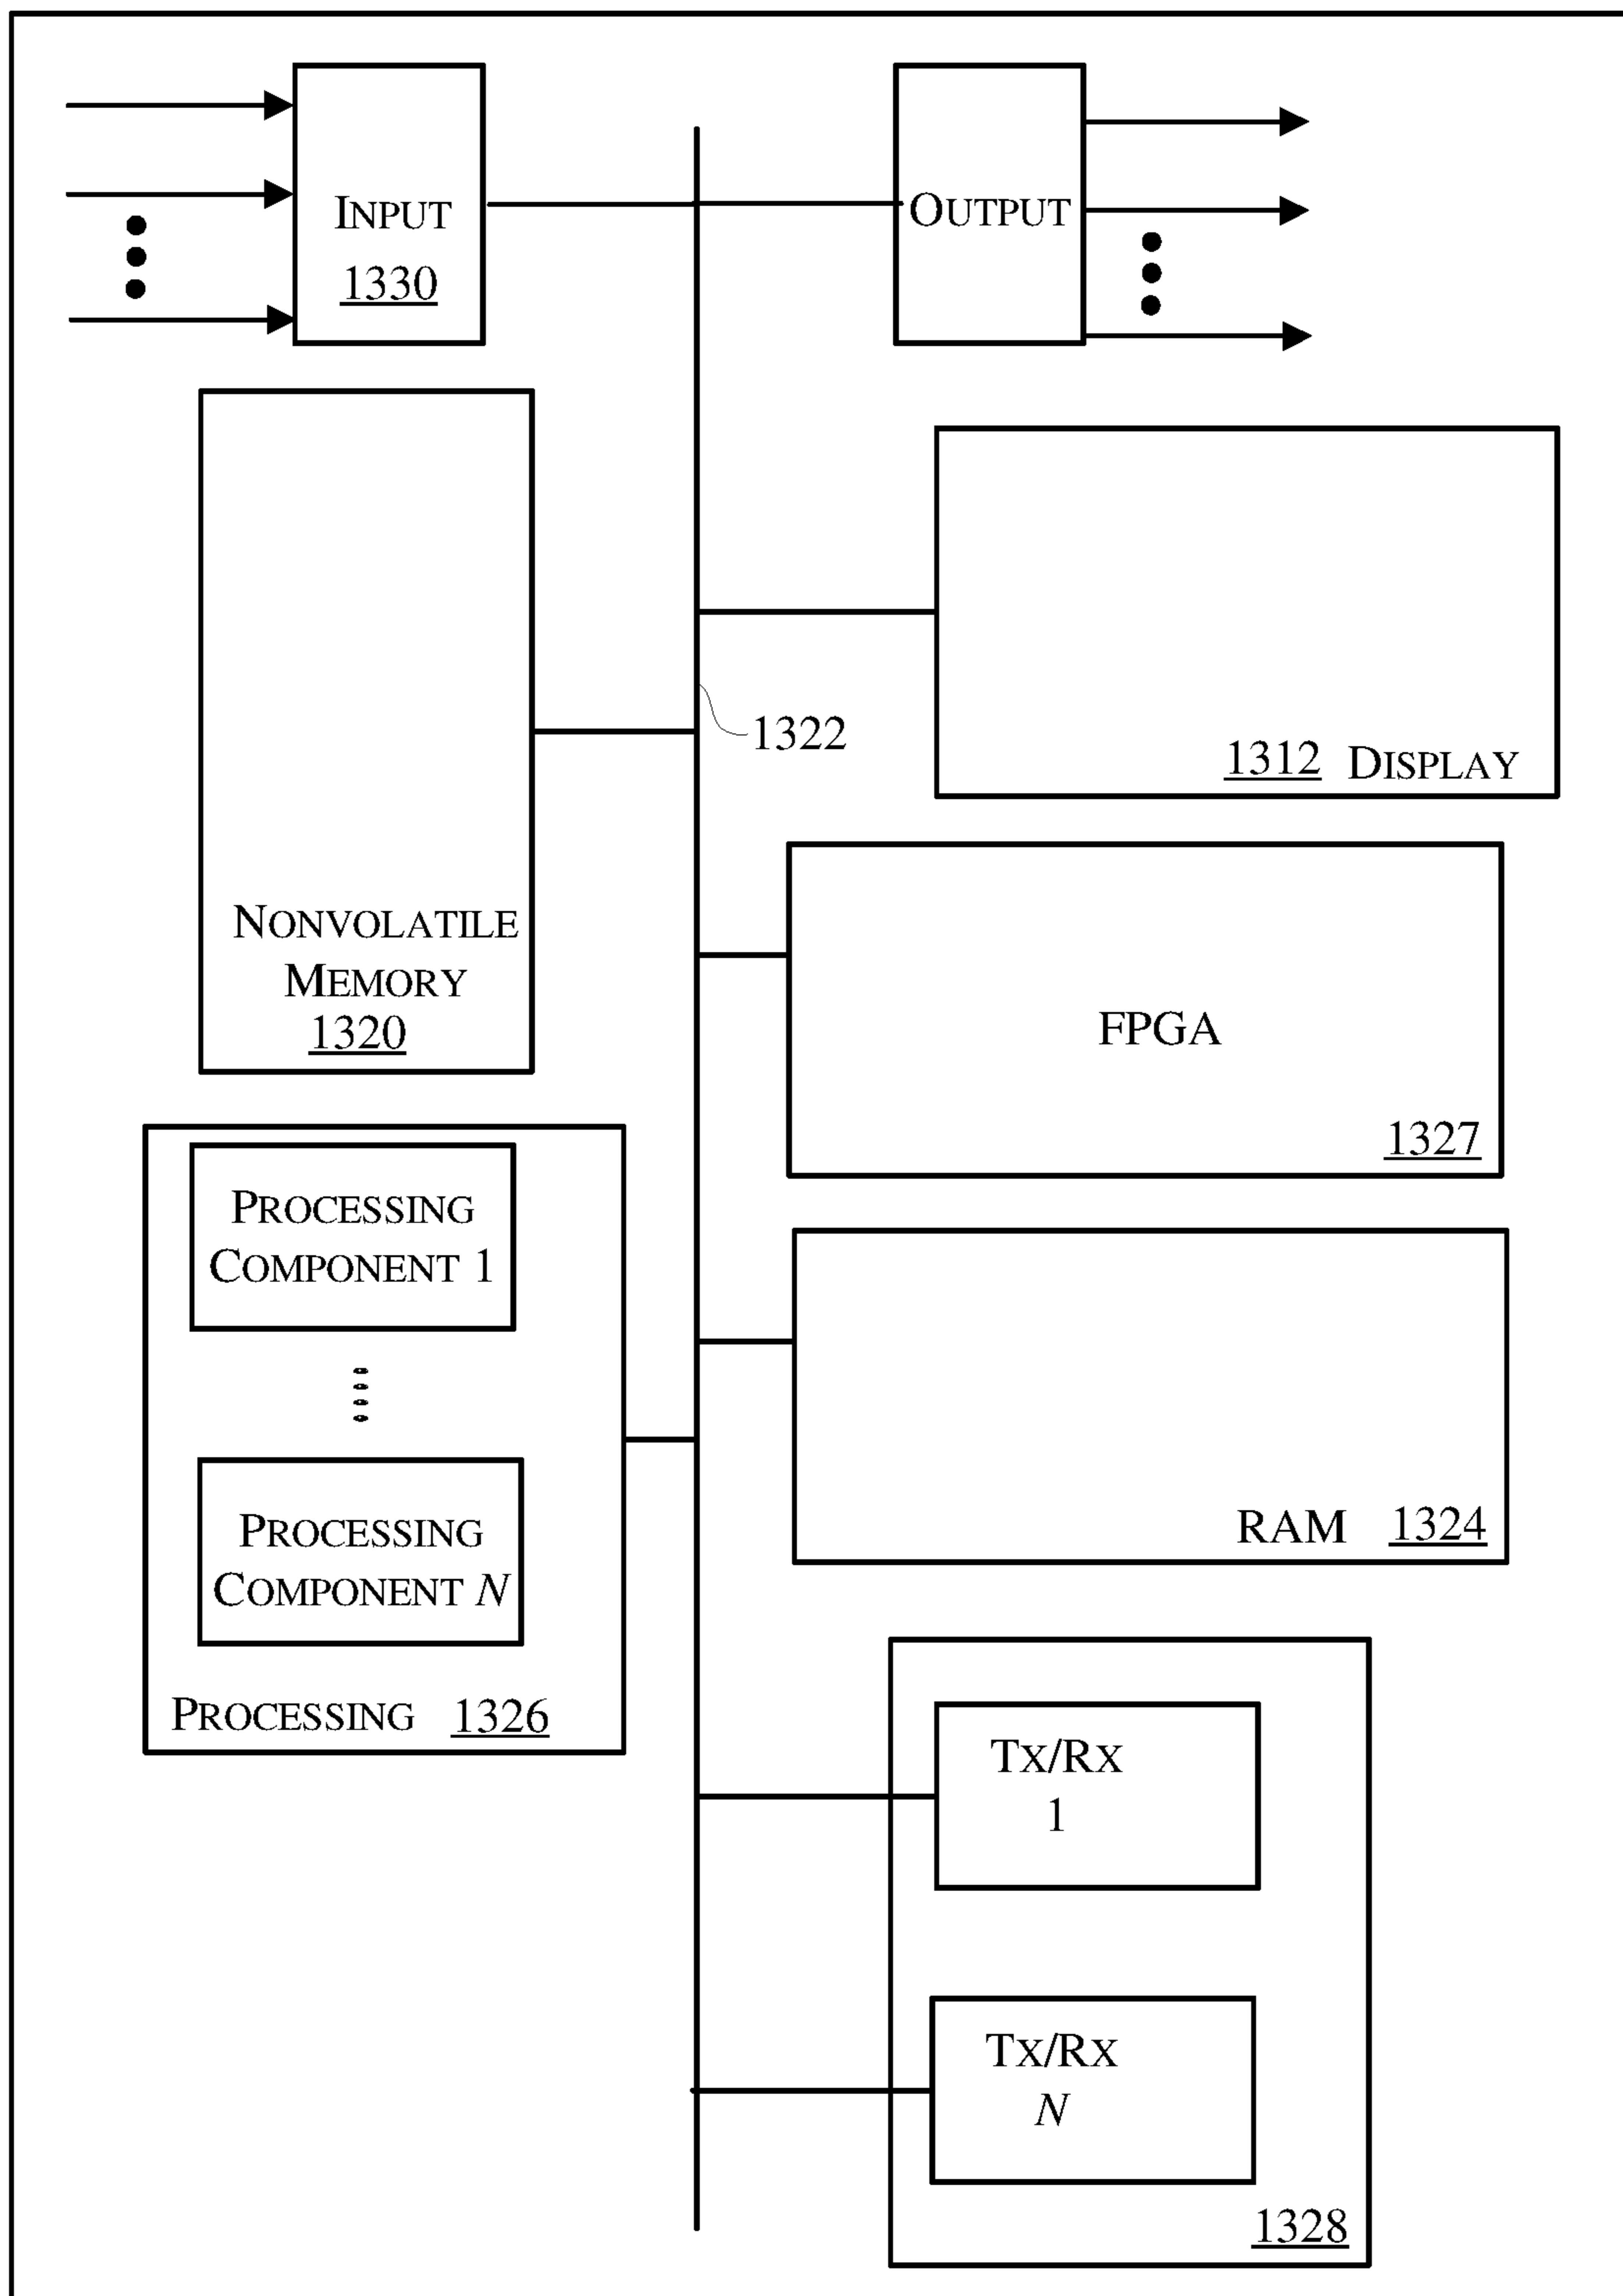 INPUT
1330
OUTPUT
1322
1312 DISPLAY
NONVOLATILE
MEMORY
1320
FPGA
1327
PROCESSING
COMPONENT 1
PROCESSING
COMPONENT N
PROCESSING 1326
RAM 1324
TX/RX
1
TX/RX
N
1328